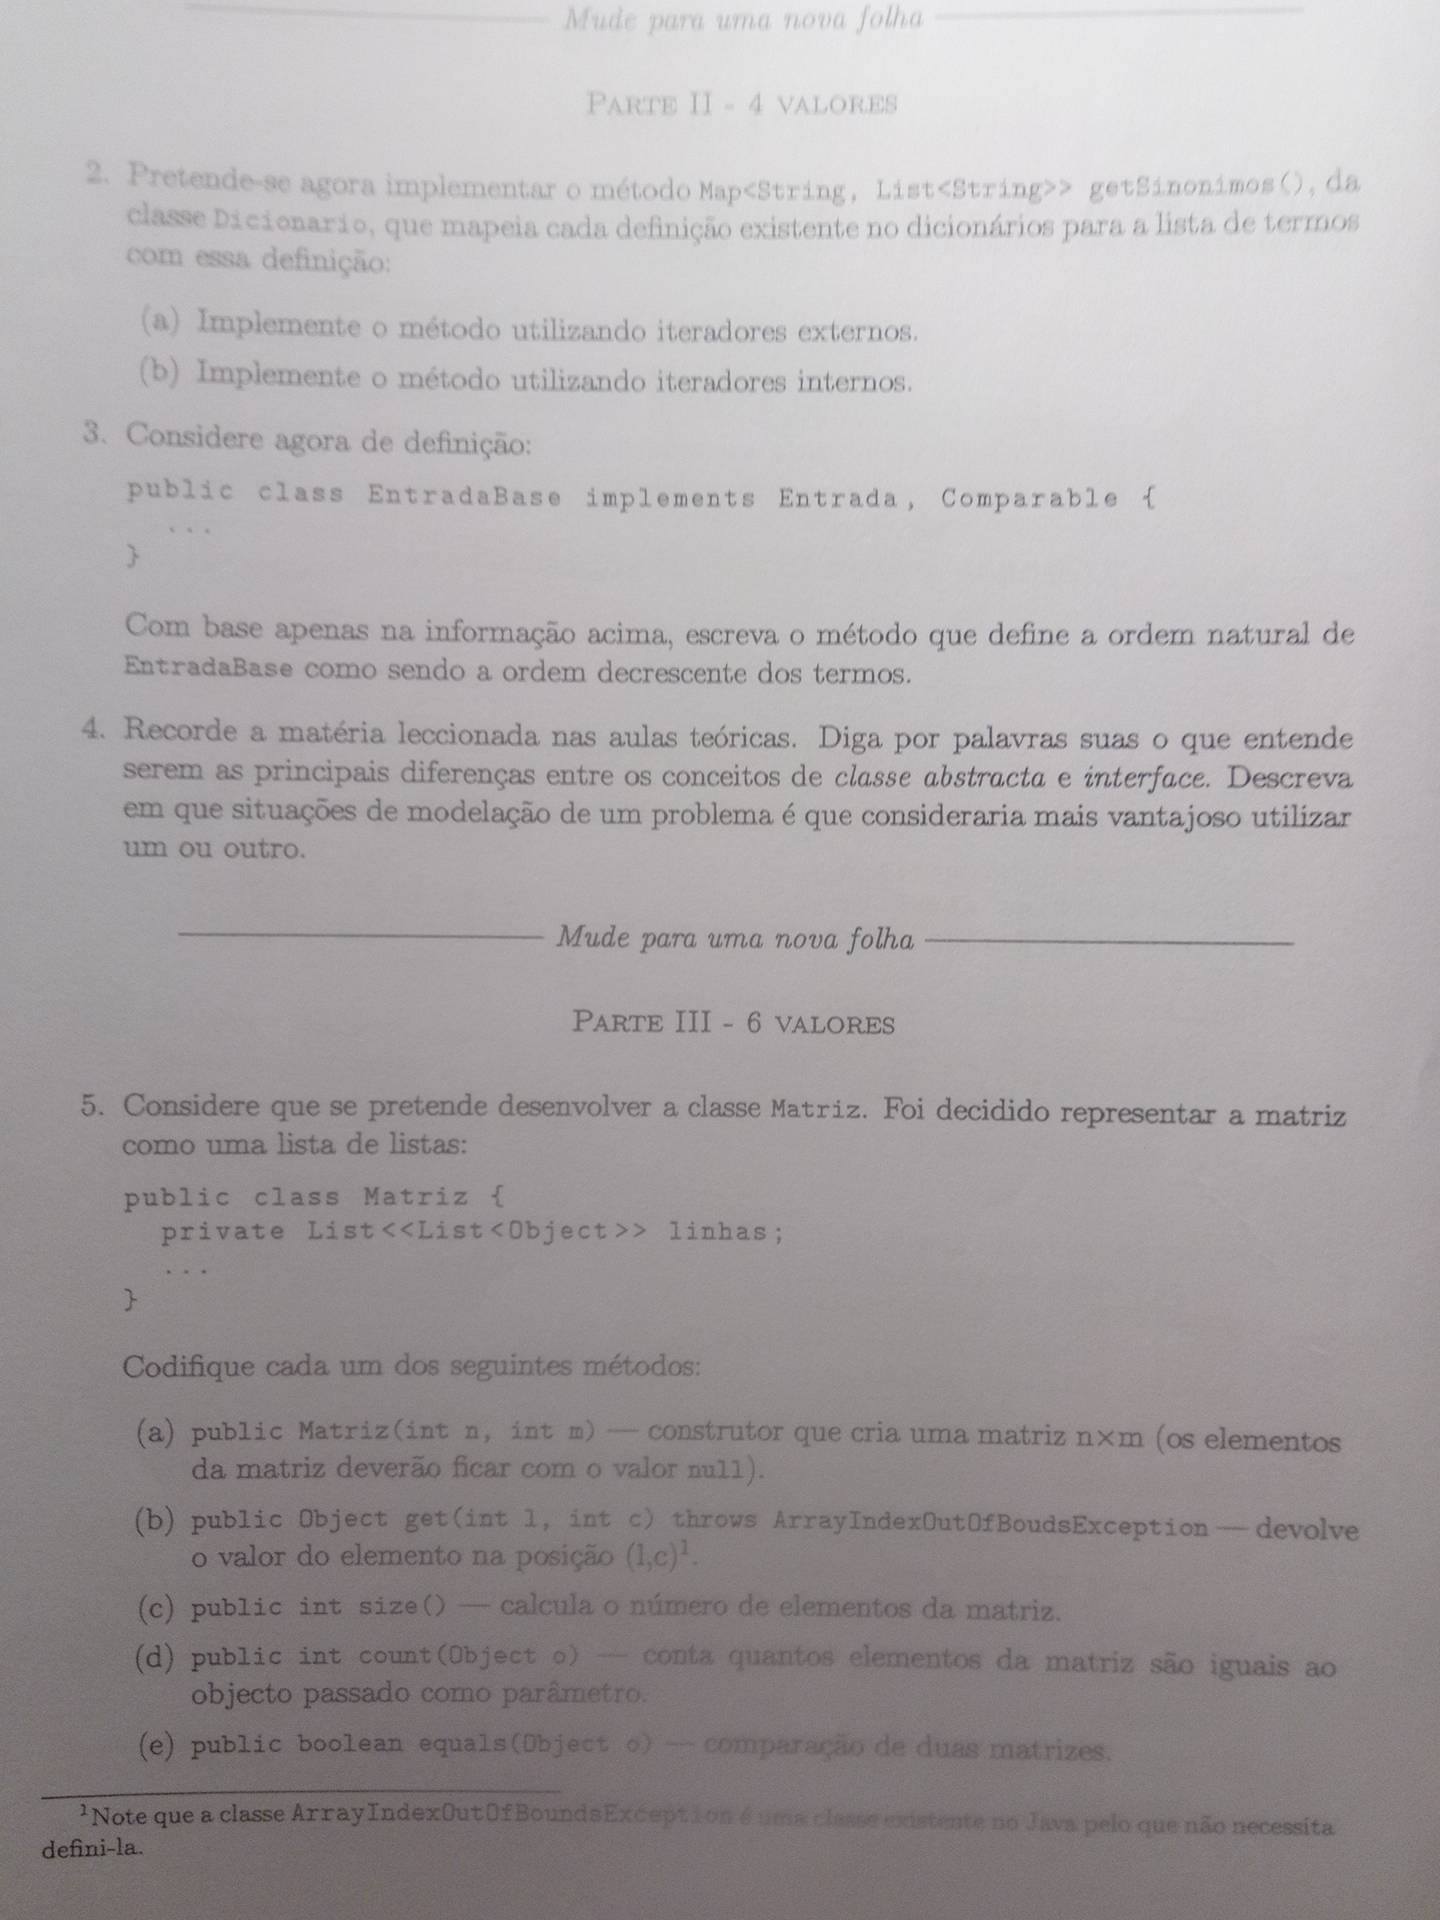 Mude para uma nova folha
PARTE II - 4 VALORES
2. Pretende-se agora implementar o método Map<String, List<String>> getSinonimos(), da
classe Dicionario, que mapeia cada definição existente no dicionários para a lista de termos
com essa definição:
(a) Implemente o método utilizando iteradores externos.
(b) Implemente o método utilizando iteradores internos.
3. Considere agora de definição:
public class EntradaBase implements Entrada, Comparable {
...
}
Com base apenas na informação acima, escreva o método que define a ordem natural de
EntradaBase como sendo a ordem decrescente dos termos.
4. Recorde a matéria leccionada nas aulas teóricas. Diga por palavras suas o que entende
serem as principais diferenças entre os conceitos de classe abstracta e interface. Descreva
em que situações de modelação de um problema é que consideraria mais vantajoso utilizar
um ou outro.
Mude para uma nova folha
PARTE III - 6 VALORES
5. Considere que se pretende desenvolver a classe Matriz. Foi decidido representar a matriz
como uma lista de listas:
public class Matriz {
private List<<List<Object>> linhas;
...
}
Codifique cada um dos seguintes métodos:
(a) public Matriz(int n, int m) — construtor que cria uma matriz n×m (os elementos
da matriz deverão ficar com o valor null).
(b) public Object get(int l, int c) throws ArrayIndexOutOfBoudsException — devolve
o valor do elemento na posição (l,c)¹.
(c) public int size() — calcula o número de elementos da matriz.
(d) public int count(Object o) — conta quantos elementos da matriz são iguais ao
objecto passado como parâmetro.
(e) public boolean equals(Object o) — comparação de duas matrizes.
¹Note que a classe ArrayIndexOutOfBoundsException é uma classe existente no Java pelo que não necessita
defini-la.